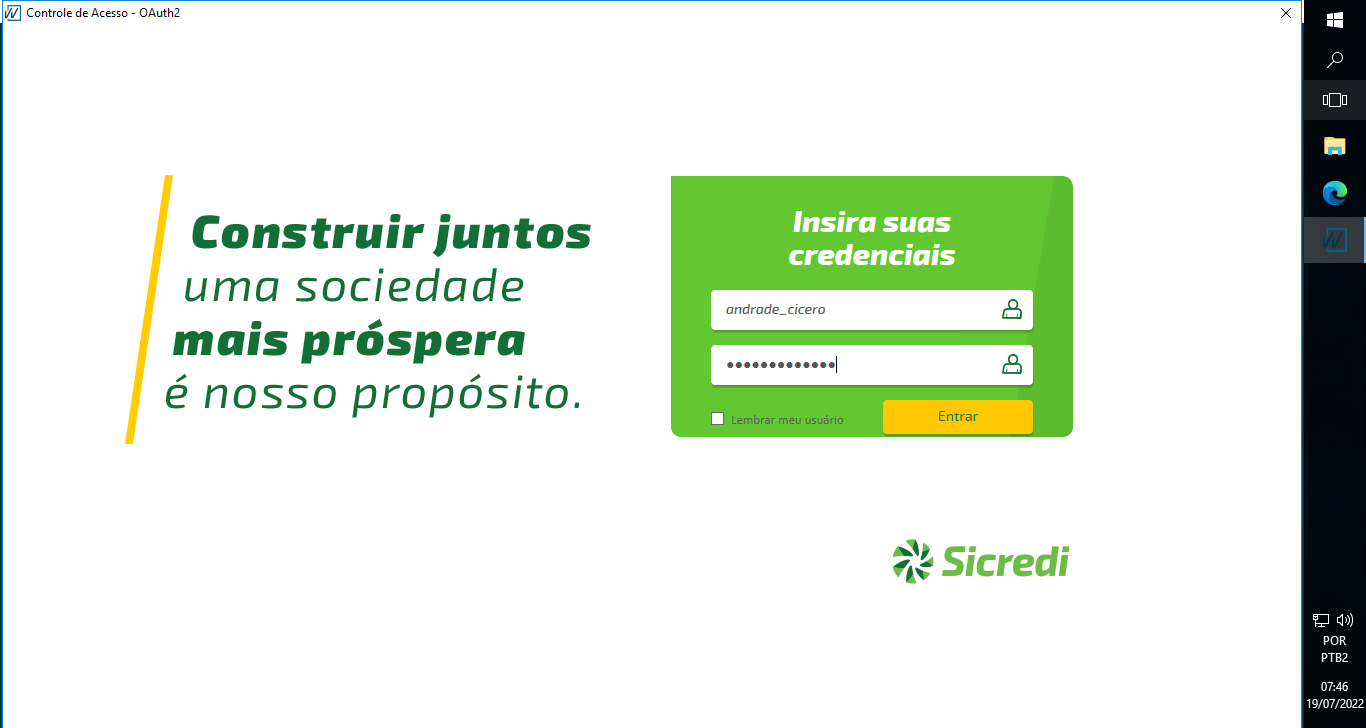 Controle de Acesso - OAuth2
Construir juntos
uma sociedade
mais próspera
é nosso propósito.
Insira suas
credenciais
andrade_cicero
●●●●●●●●●●●●●
Lembrar meu usuário
Entrar
Sicredi
POR
PTB2
07:46
19/07/2022